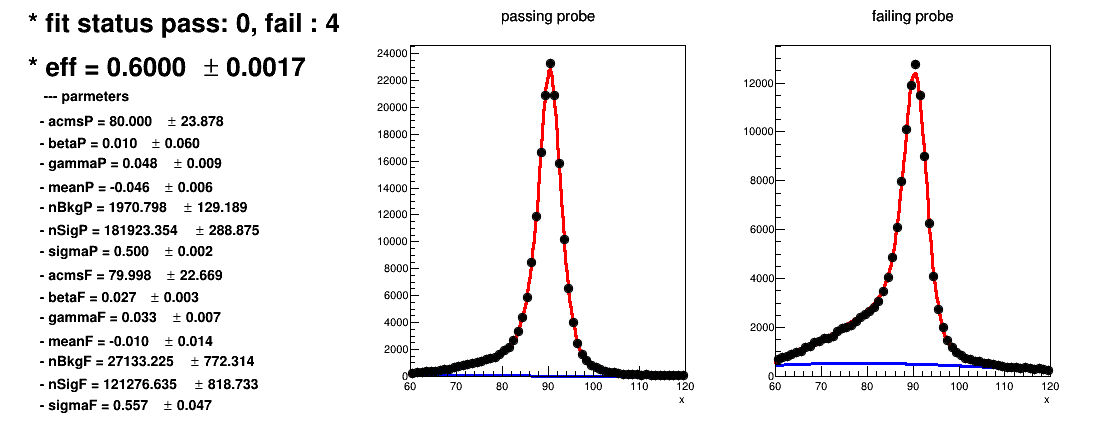 * fit status pass: 0, fail : 4
* eff = 0.6000 ± 0.0017
--- parmeters
- acmsP = 80.000 ± 23.878
- betaP = 0.010 ± 0.060
- gammaP = 0.048 ± 0.009
- meanP = -0.046 ± 0.006
- nBkgP = 1970.798 ± 129.189
- nSigP = 181923.354 ± 288.875
- sigmaP = 0.500 ± 0.002
- acmsF = 79.998 ± 22.669
- betaF = 0.027 ± 0.003
- gammaF = 0.033 ± 0.007
- meanF = -0.010 ± 0.014
- nBkgF = 27133.225 ± 772.314
- nSigF = 121276.635 ± 818.733
- sigmaF = 0.557 ± 0.047
passing probe
24000
22000
20000
18000
16000
14000
12000
10000
8000
6000
4000
2000
0
60 70 80 90 100 110 120
x
failing probe
12000
10000
8000
6000
4000
2000
0
60 70 80 90 100 110 120
x